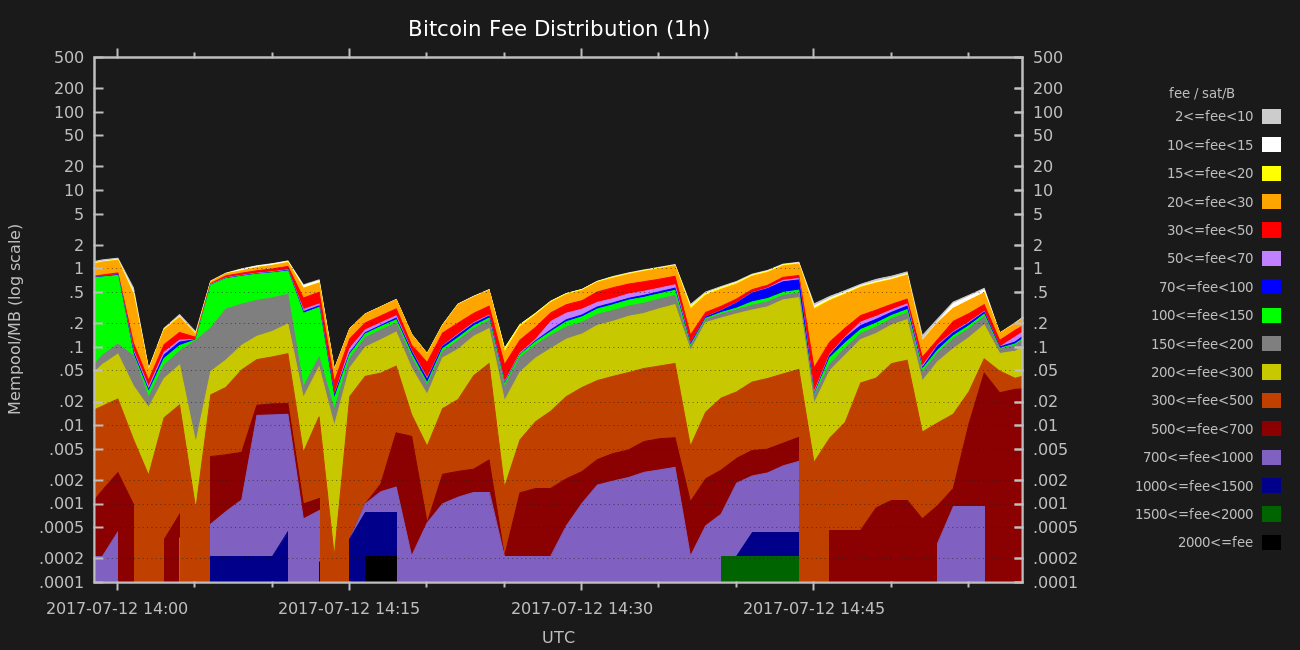 Bitcoin Fee Distribution (1h)
Mempool/MB (log scale)
500
200
100
50
20
10
5
2
1
.5
.2
.1
.05
.02
.01
.005
.002
.001
.0005
.0002
.0001
500
200
100
50
20
10
5
2
1
.5
.2
.1
.05
.02
.01
.005
.002
.001
.0005
.0002
.0001
2017-07-12 14:00 2017-07-12 14:15 2017-07-12 14:30 2017-07-12 14:45
UTC
fee / sat/B
2<=fee<10
10<=fee<15
15<=fee<20
20<=fee<30
30<=fee<50
50<=fee<70
70<=fee<100
100<=fee<150
150<=fee<200
200<=fee<300
300<=fee<500
500<=fee<700
700<=fee<1000
1000<=fee<1500
1500<=fee<2000
2000<=fee